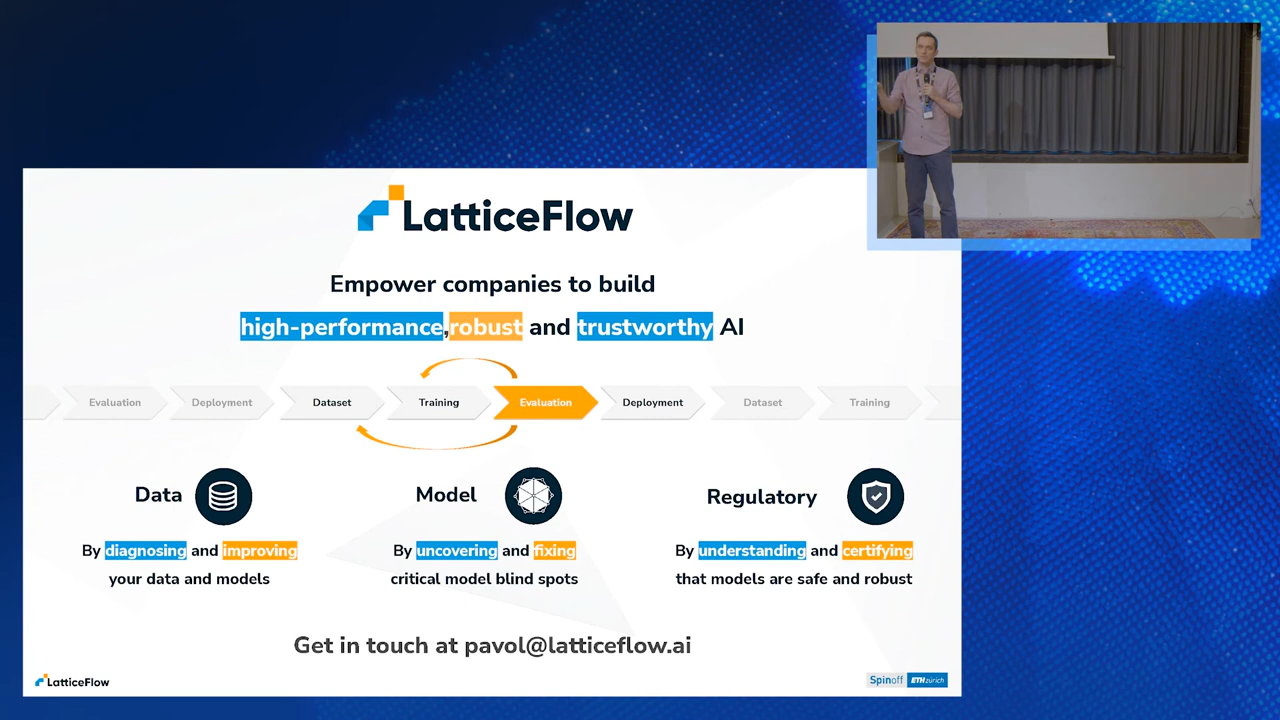 LatticeFlow
Empower companies to build
high-performance, robust and trustworthy AI
Evaluation
Deployment
Dataset
Training
Evaluation
Deployment
Dataset
Training
Data
By diagnosing and improving
your data and models
Model
By uncovering and fixing
critical model blind spots
Regulatory
By understanding and certifying
that models are safe and robust
Get in touch at pavol@latticeflow.ai
LatticeFlow
Spinoff ETH zürich